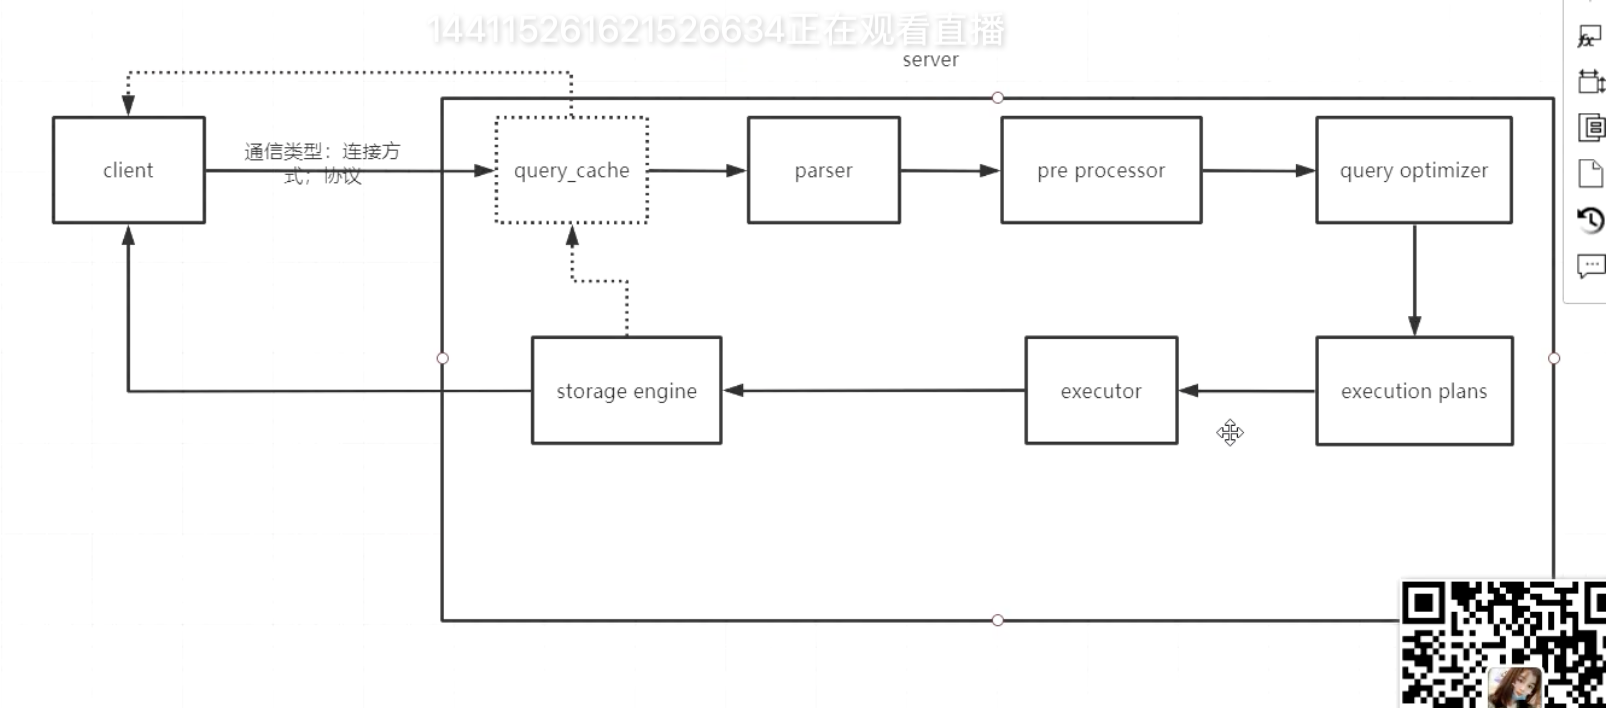 144115261621526634正在观看直播
server
client
通信类型：连接方
式；协议
query_cache
parser
pre processor
query optimizer
storage engine
executor
execution plans
fx